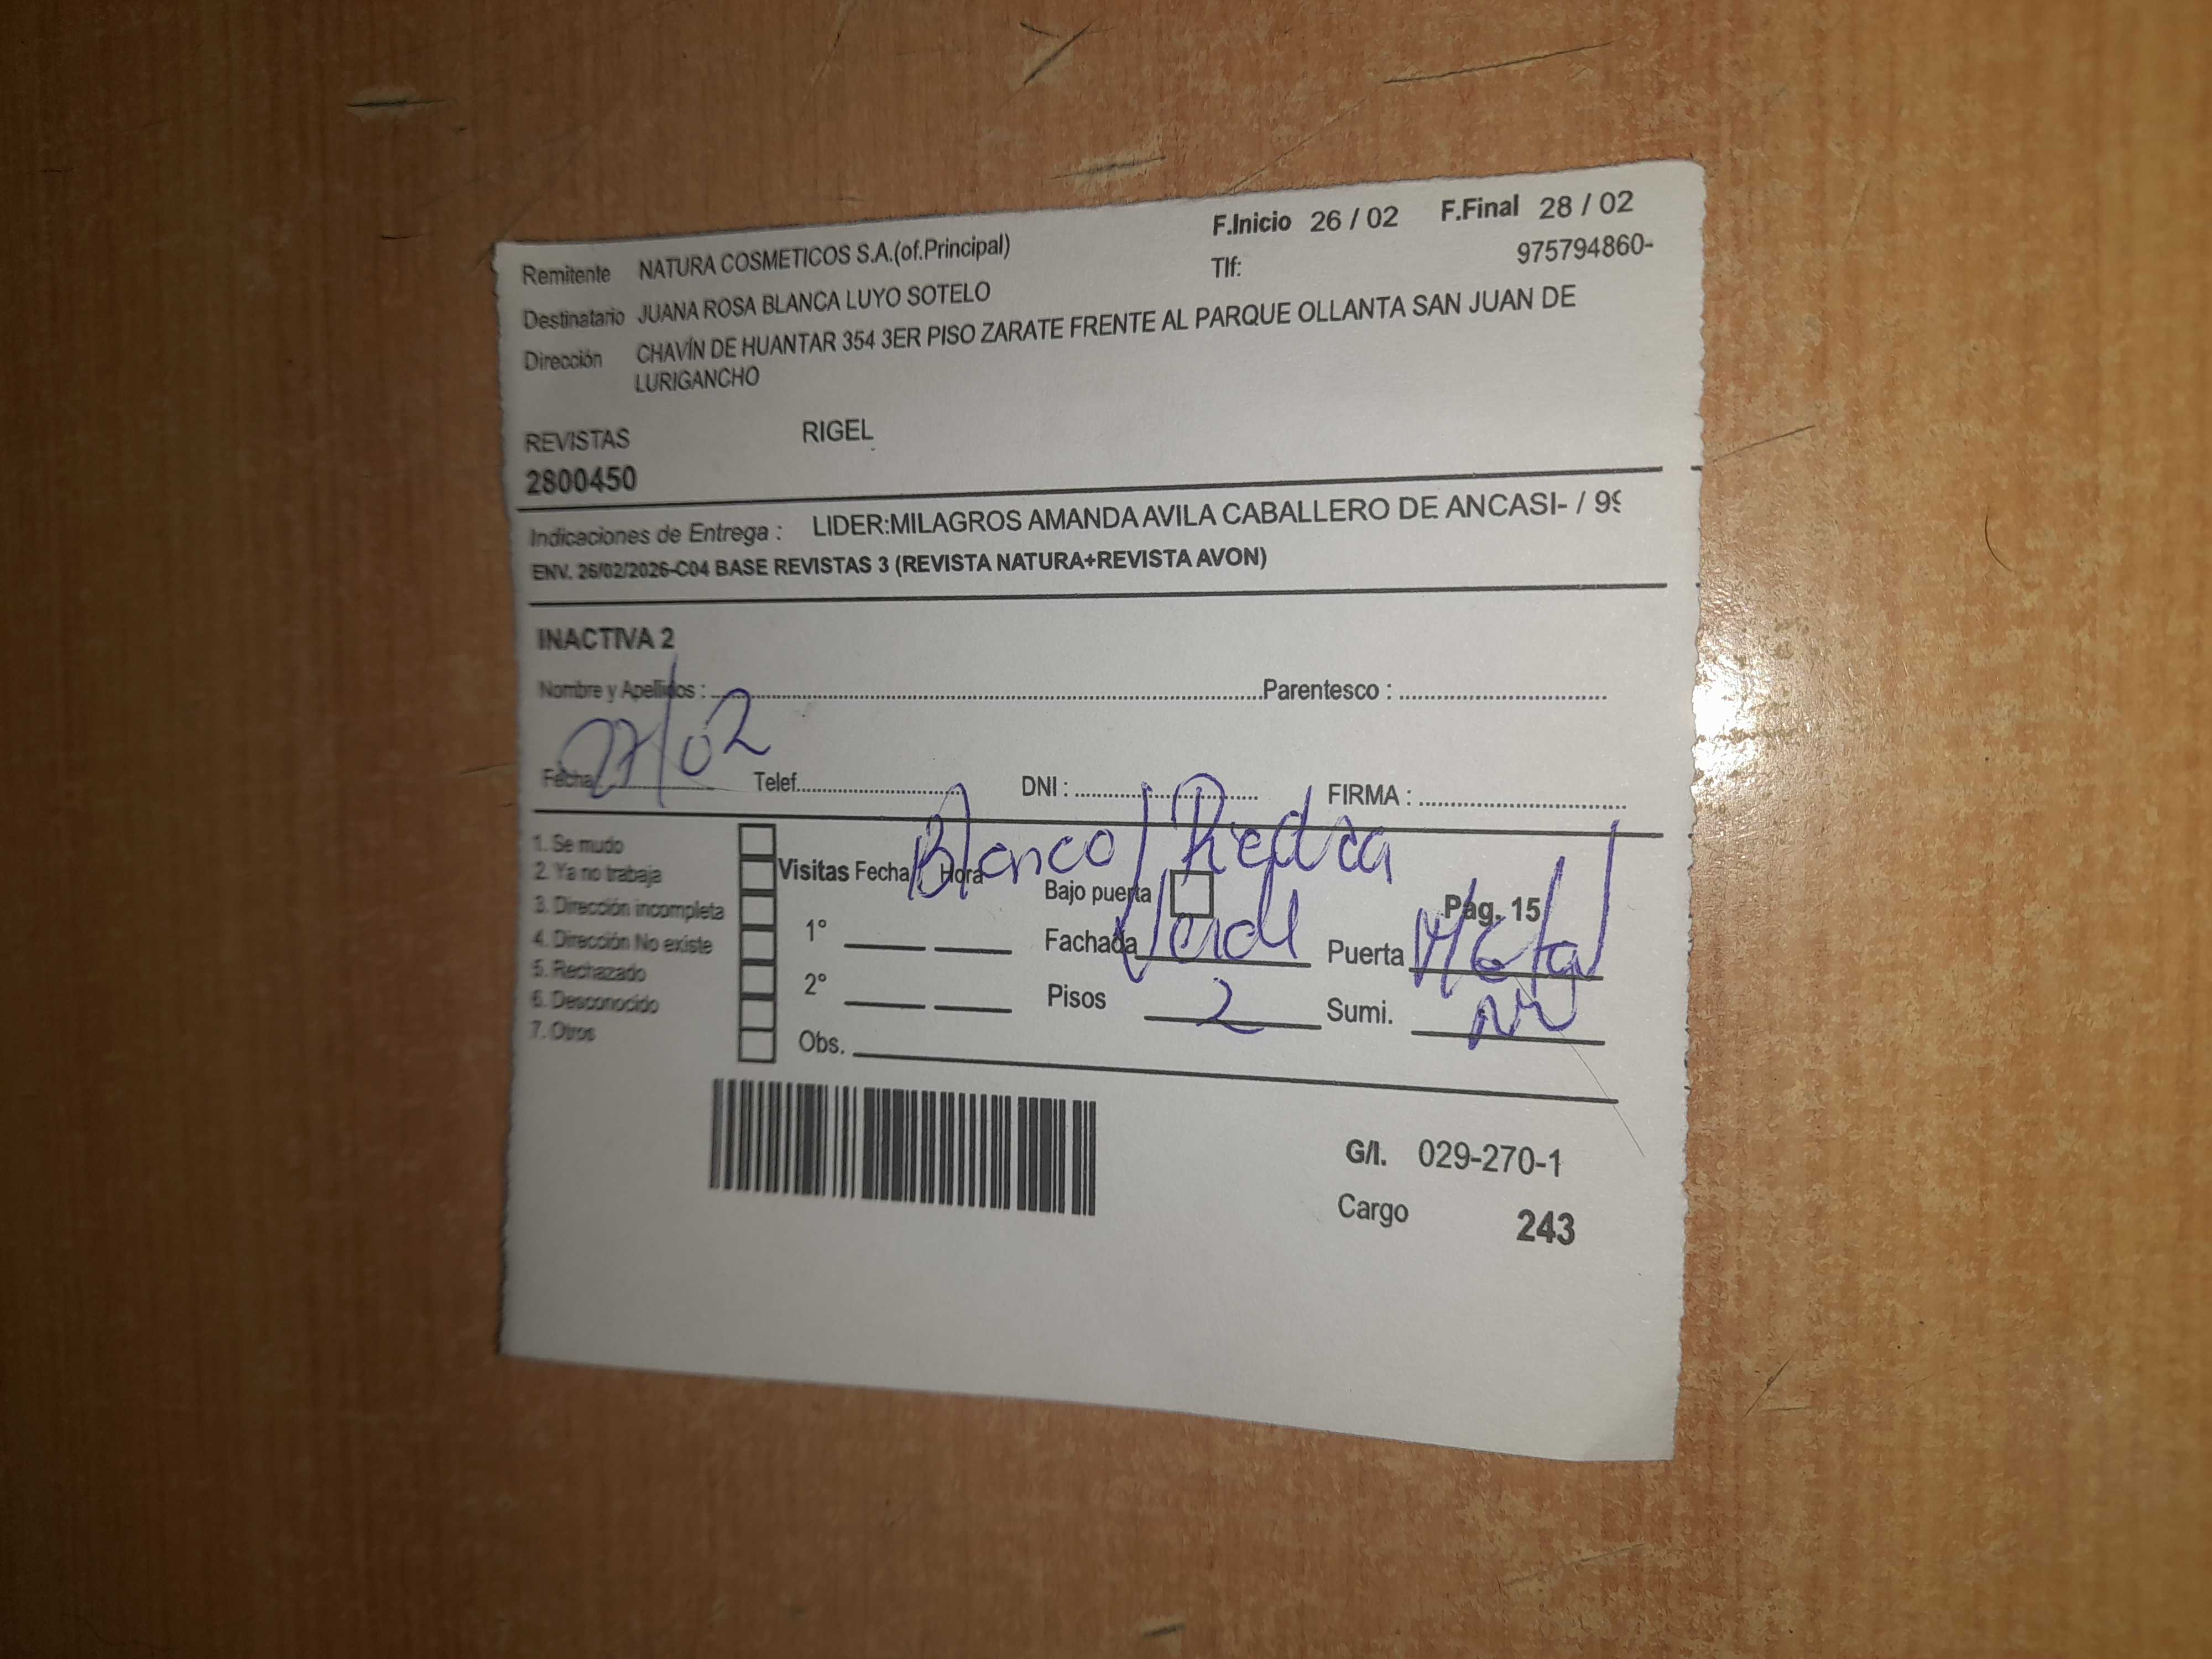 F.Inicio 26 / 02 F.Final 28 / 02
Remitente NATURA COSMETICOS S.A.(of.Principal) Tlf: 975794860-
Destinatario JUANA ROSA BLANCA LUYO SOTELO
Dirección CHAVÍN DE HUANTAR 354 3ER PISO ZARATE FRENTE AL PARQUE OLLANTA SAN JUAN DE
LURIGANCHO
REVISTAS RIGEL
2800450
Indicaciones de Entrega : LIDER:MILAGROS AMANDA AVILA CABALLERO DE ANCASI- / 99
ENV. 26/02/2026-C04 BASE REVISTAS 3 (REVISTA NATURA+REVISTA AVON)
INACTIVA 2
Nombre y Apellidos : Parentesco :
Fecha 27/02 Telef. DNI : FIRMA :
Blanco/Piedra
1. Se mudo
2. Ya no trabaja Visitas Fecha / Hora Bajo puerta
3. Dirección incompleta Pag. 15
4. Dirección No existe 1° Fachada Verde Puerta Metal
5. Rechazado
6. Desconocido 2° Pisos 2 Sumi.
7. Otros Obs.
G/I. 029-270-1
Cargo 243